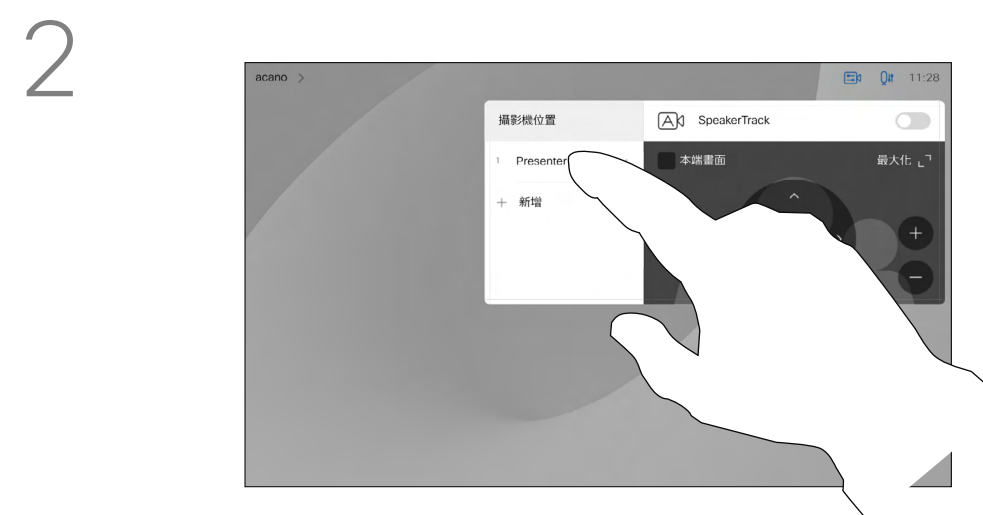 2
acano >
11:28
攝影機位置
SpeakerTrack
1 Presenter
本端畫面
最大化
+ 新增